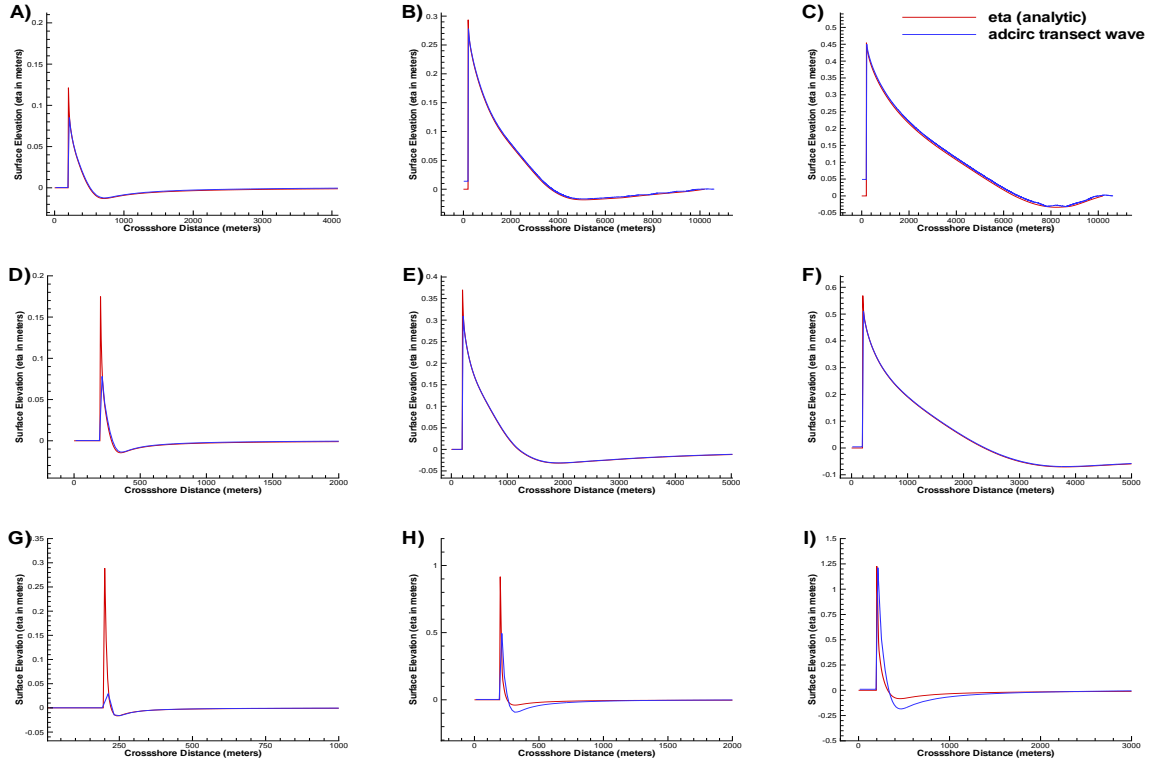 A)
Surface Elevation (eta in meters)
0.2
0.15
0.1
0.05
0
0 1000 2000 3000 4000
Crossshore Distance (meters)
B)
Surface Elevation (eta in meters)
0.3
0.25
0.2
0.15
0.1
0.05
0
0 2000 4000 6000 8000 10000
Crossshore Distance (meters)
C)
eta (analytic)
adcirc transect wave
Surface Elevation (eta in meters)
0.5
0.45
0.4
0.35
0.3
0.25
0.2
0.15
0.1
0.05
0
-0.05
0 2000 4000 6000 8000 10000
Crossshore Distance (meters)
D)
Surface Elevation (eta in meters)
0.2
0.15
0.1
0.05
0
0 500 1000 1500 2000
Crossshore Distance (meters)
E)
Surface Elevation (eta in meters)
0.4
0.35
0.3
0.25
0.2
0.15
0.1
0.05
0
-0.05
0 1000 2000 3000 4000 5000
Crossshore Distance (meters)
F)
Surface Elevation (eta in meters)
0.6
0.5
0.4
0.3
0.2
0.1
0
-0.1
0 1000 2000 3000 4000 5000
Crossshore Distance (meters)
G)
Surface Elevation (eta in meters)
0.35
0.3
0.25
0.2
0.15
0.1
0.05
0
-0.05
250 500 750 1000
Crossshore Distance (meters)
H)
Surface Elevation (eta in meters)
1
0.5
0
0 500 1000 1500 2000
Crossshore Distance (meters)
I)
Surface Elevation (eta in meters)
1.5
1.25
1
0.75
0.5
0.25
0
-0.25
-0.5
0 1000 2000 3000
Crossshore Distance (meters)